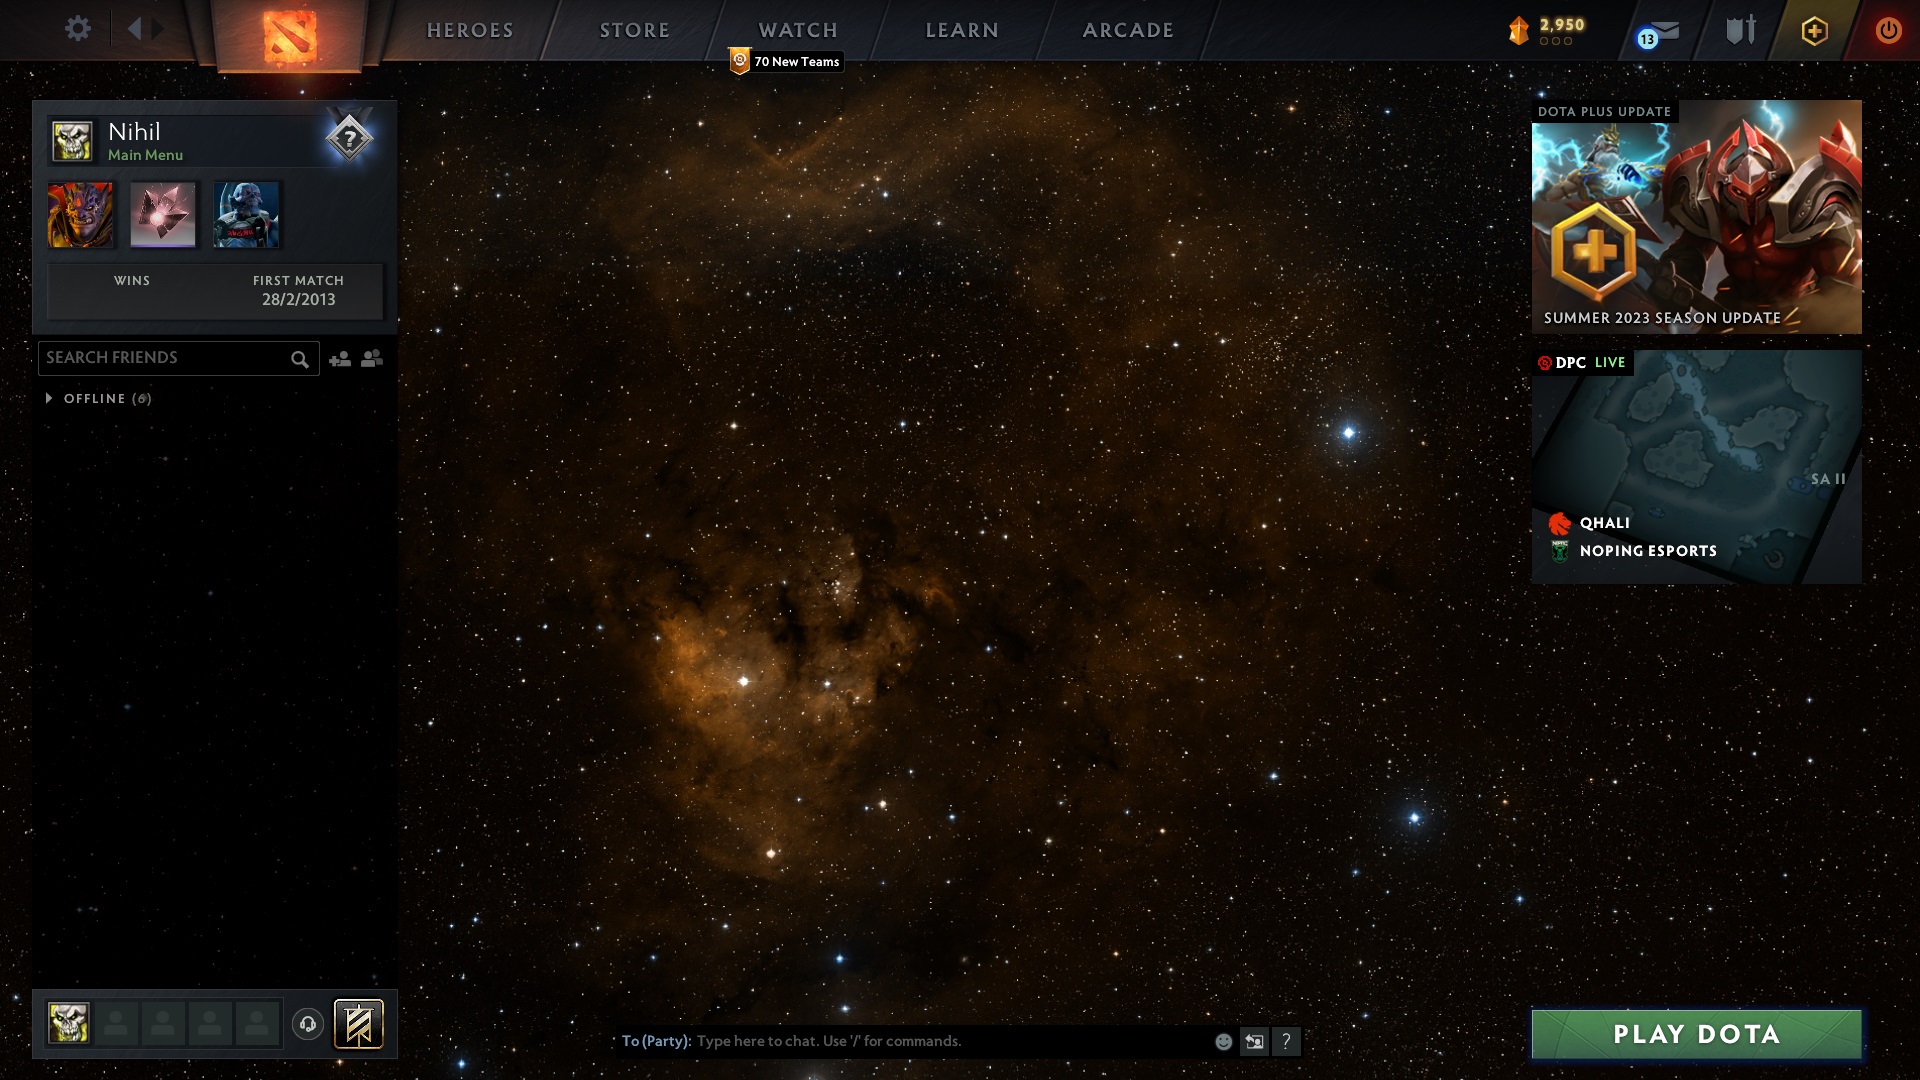 HEROES
STORE
WATCH
LEARN
ARCADE
2,950
13
70 New Teams
Nihil
Main Menu
?
WINS
FIRST MATCH
28/2/2013
SEARCH FRIENDS
OFFLINE (6)
DOTA PLUS UPDATE
SUMMER 2023 SEASON UPDATE
DPC LIVE
SA II
QHALI
NOPING ESPORTS
To (Party): Type here to chat. Use '/' for commands.
?
PLAY DOTA